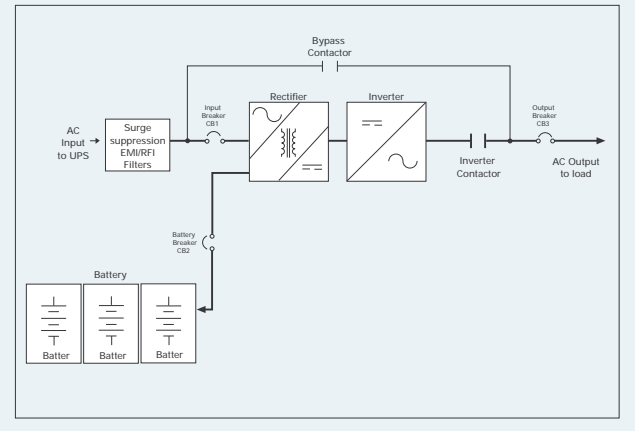 Bypass
Contactor
Rectifier
Inverter
Input
Breaker
CB1
Output
Breaker
CB3
AC
Input
to UPS
Surge
suppression
EMI/RFI
Filters
Inverter
Contactor
AC Output
to load
Battery
Breaker
CB2
Battery
Batter
Batter
Batter